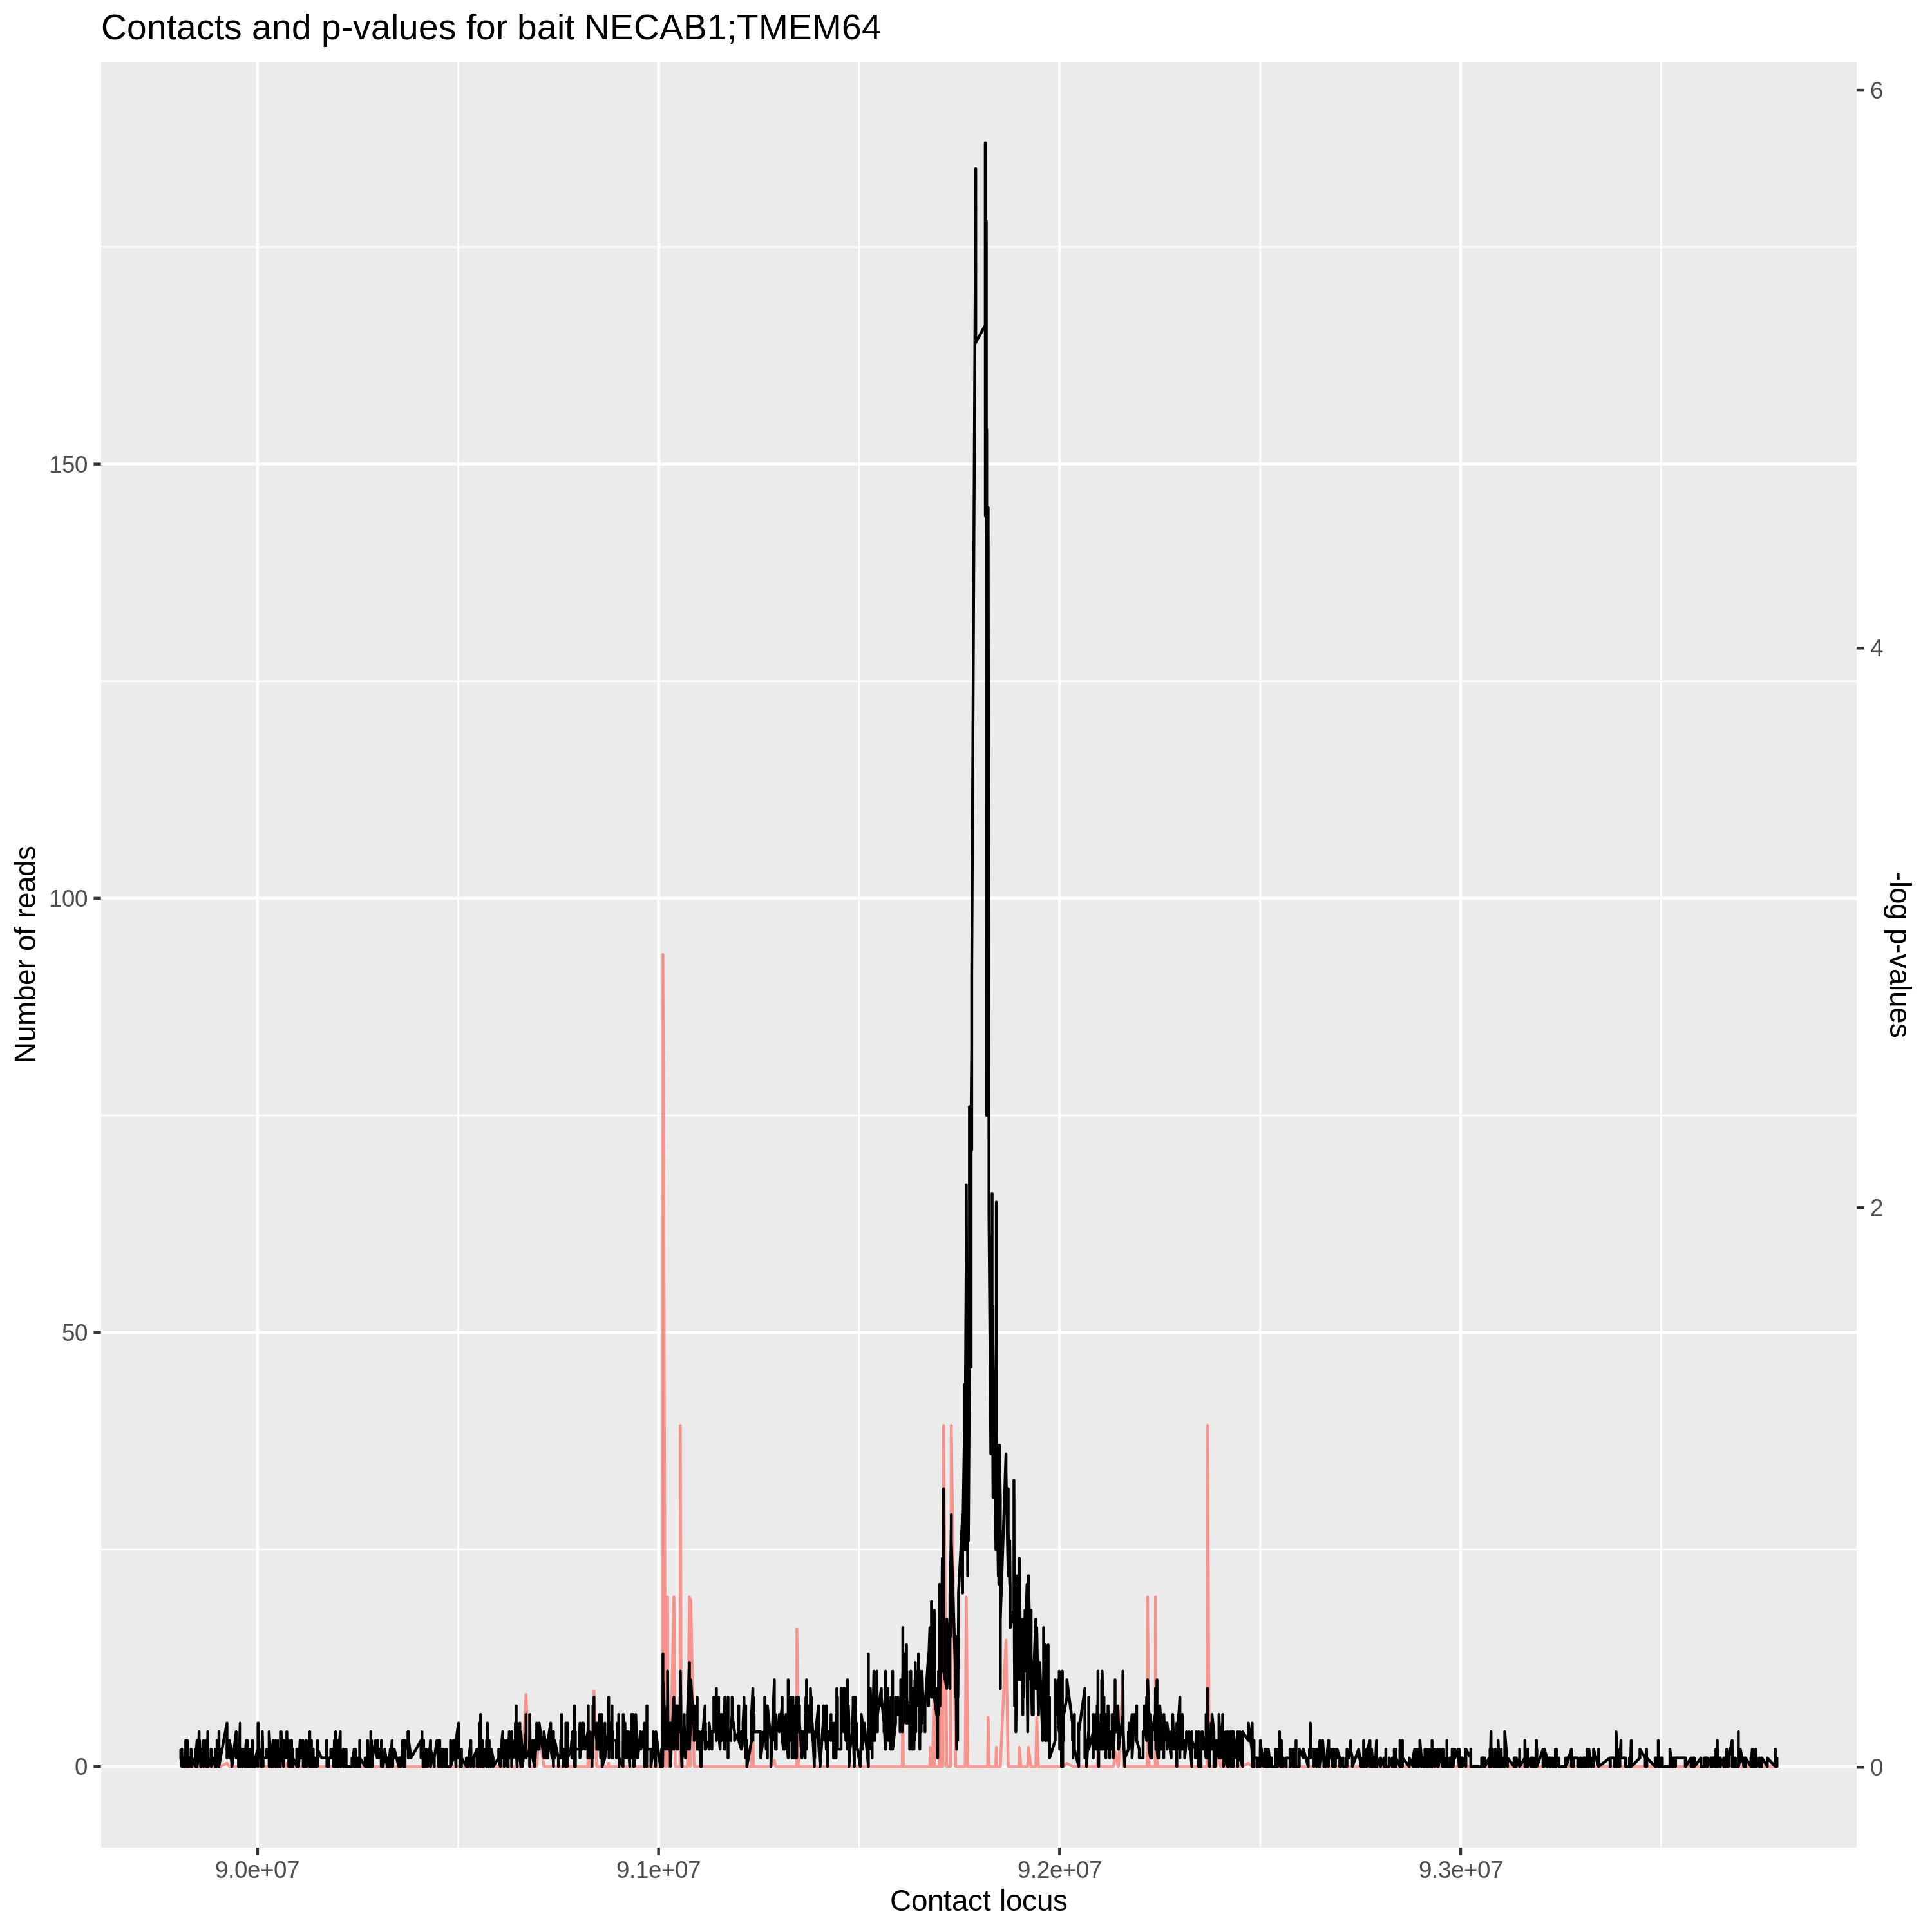 Contacts and p-values for bait NECAB1;TMEM64
6
150
4
Number of reads
100
-log p-values
2
50
0
0
9.0e+07
9.1e+07
9.2e+07
9.3e+07
Contact locus